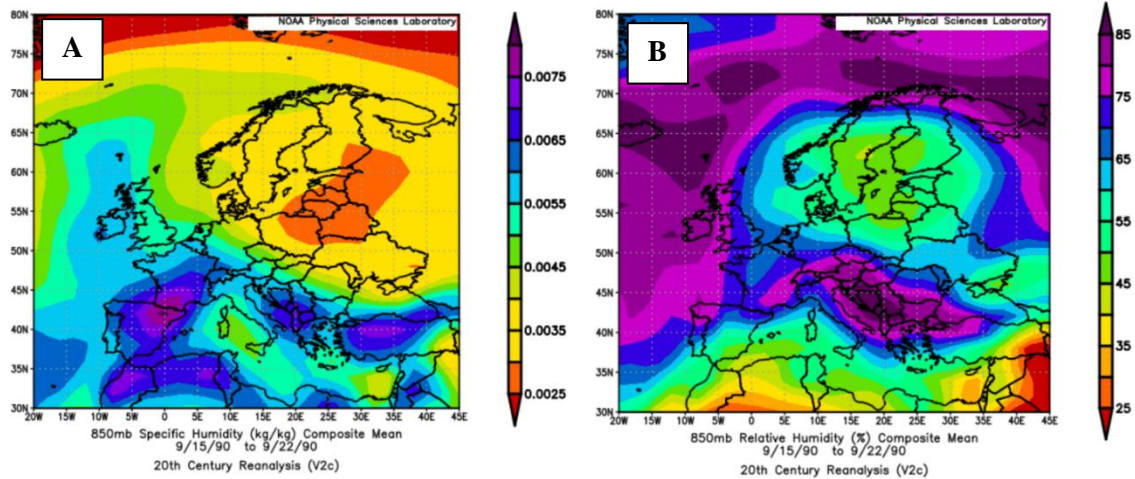 A
NOAA Physical Sciences Laboratory
80N
75N
70N
65N
60N
55N
50N
45N
40N
35N
30N
20W 15W 10W 5W 0 5E 10E 15E 20E 25E 30E 35E 40E 45E
0.0075
0.0065
0.0055
0.0045
0.0035
0.0025
850mb Specific Humidity (kg/kg) Composite Mean
9/15/90 to 9/22/90
20th Century Reanalysis (V2c)
B
NOAA Physical Sciences Laboratory
80N
75N
70N
65N
60N
55N
50N
45N
40N
35N
30N
20W 15W 10W 5W 0 5E 10E 15E 20E 25E 30E 35E 40E 45E
85
75
65
55
45
35
25
850mb Relative Humidity (%) Composite Mean
9/15/90 to 9/22/90
20th Century Reanalysis (V2c)